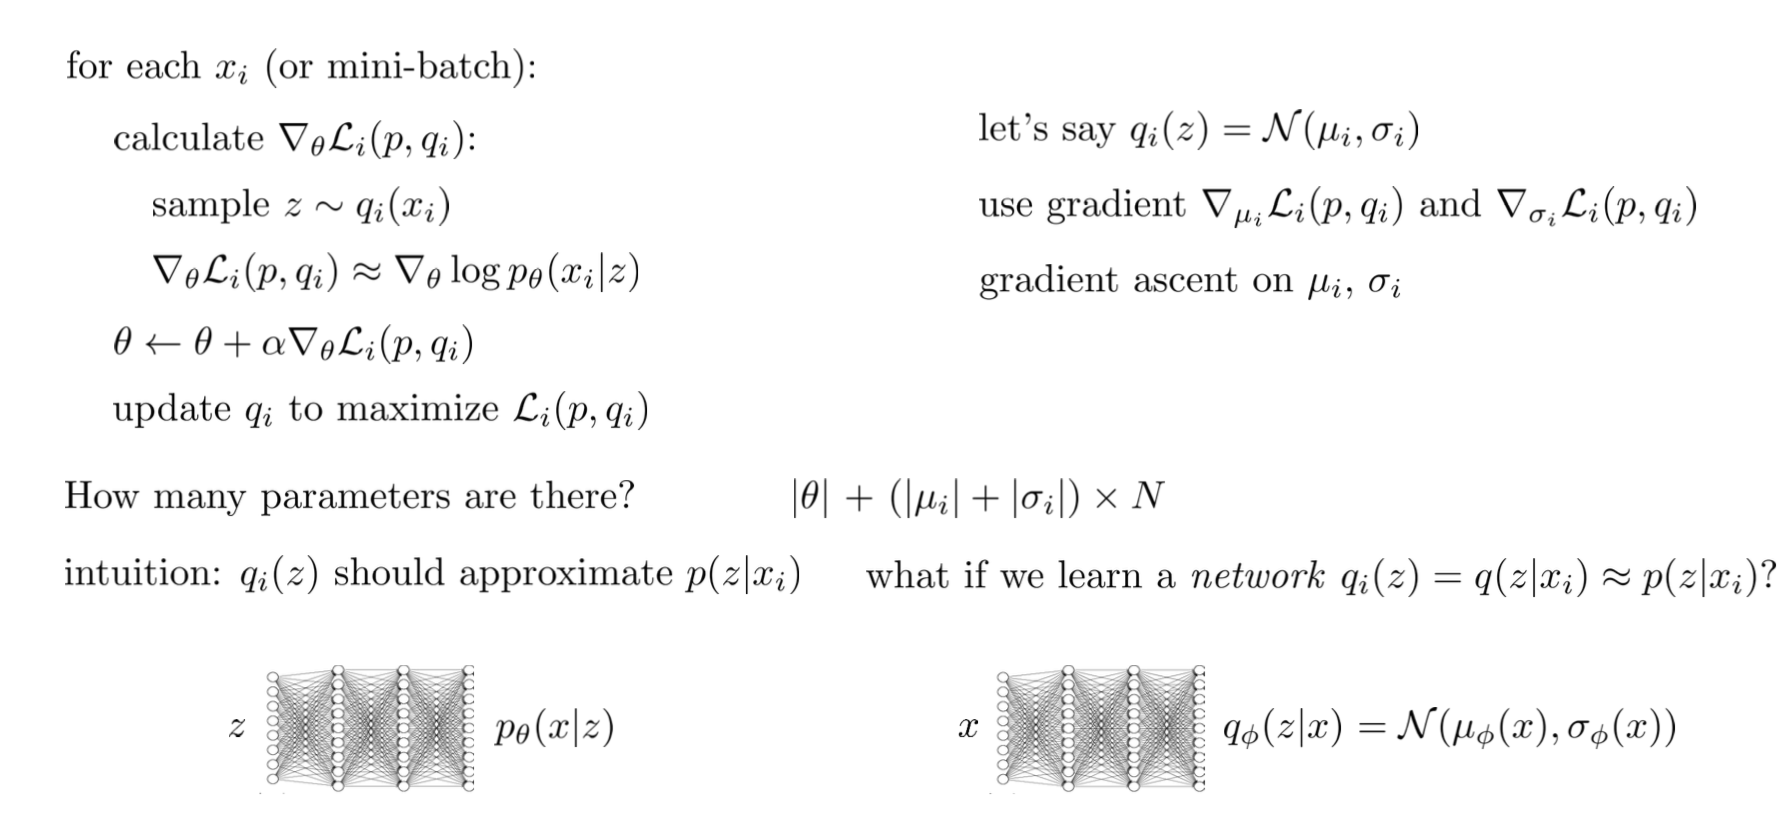 for each $x_i$ (or mini-batch):
calculate $\nabla_\theta \mathcal{L}_i(p, q_i)$:
sample $z \sim q_i(x_i)$
$\nabla_\theta \mathcal{L}_i(p, q_i) \approx \nabla_\theta \log p_\theta(x_i|z)$
$\theta \leftarrow \theta + \alpha \nabla_\theta \mathcal{L}_i(p, q_i)$
update $q_i$ to maximize $\mathcal{L}_i(p, q_i)$
let's say $q_i(z) = \mathcal{N}(\mu_i, \sigma_i)$
use gradient $\nabla_{\mu_i} \mathcal{L}_i(p, q_i)$ and $\nabla_{\sigma_i} \mathcal{L}_i(p, q_i)$
gradient ascent on $\mu_i$, $\sigma_i$
How many parameters are there? $|\theta| + (|\mu_i| + |\sigma_i|) \times N$
intuition: $q_i(z)$ should approximate $p(z|x_i)$ what if we learn a network $q_i(z) = q(z|x_i) \approx p(z|x_i)$?
$z$ $p_\theta(x|z)$ $x$ $q_\phi(z|x) = \mathcal{N}(\mu_\phi(x), \sigma_\phi(x))$